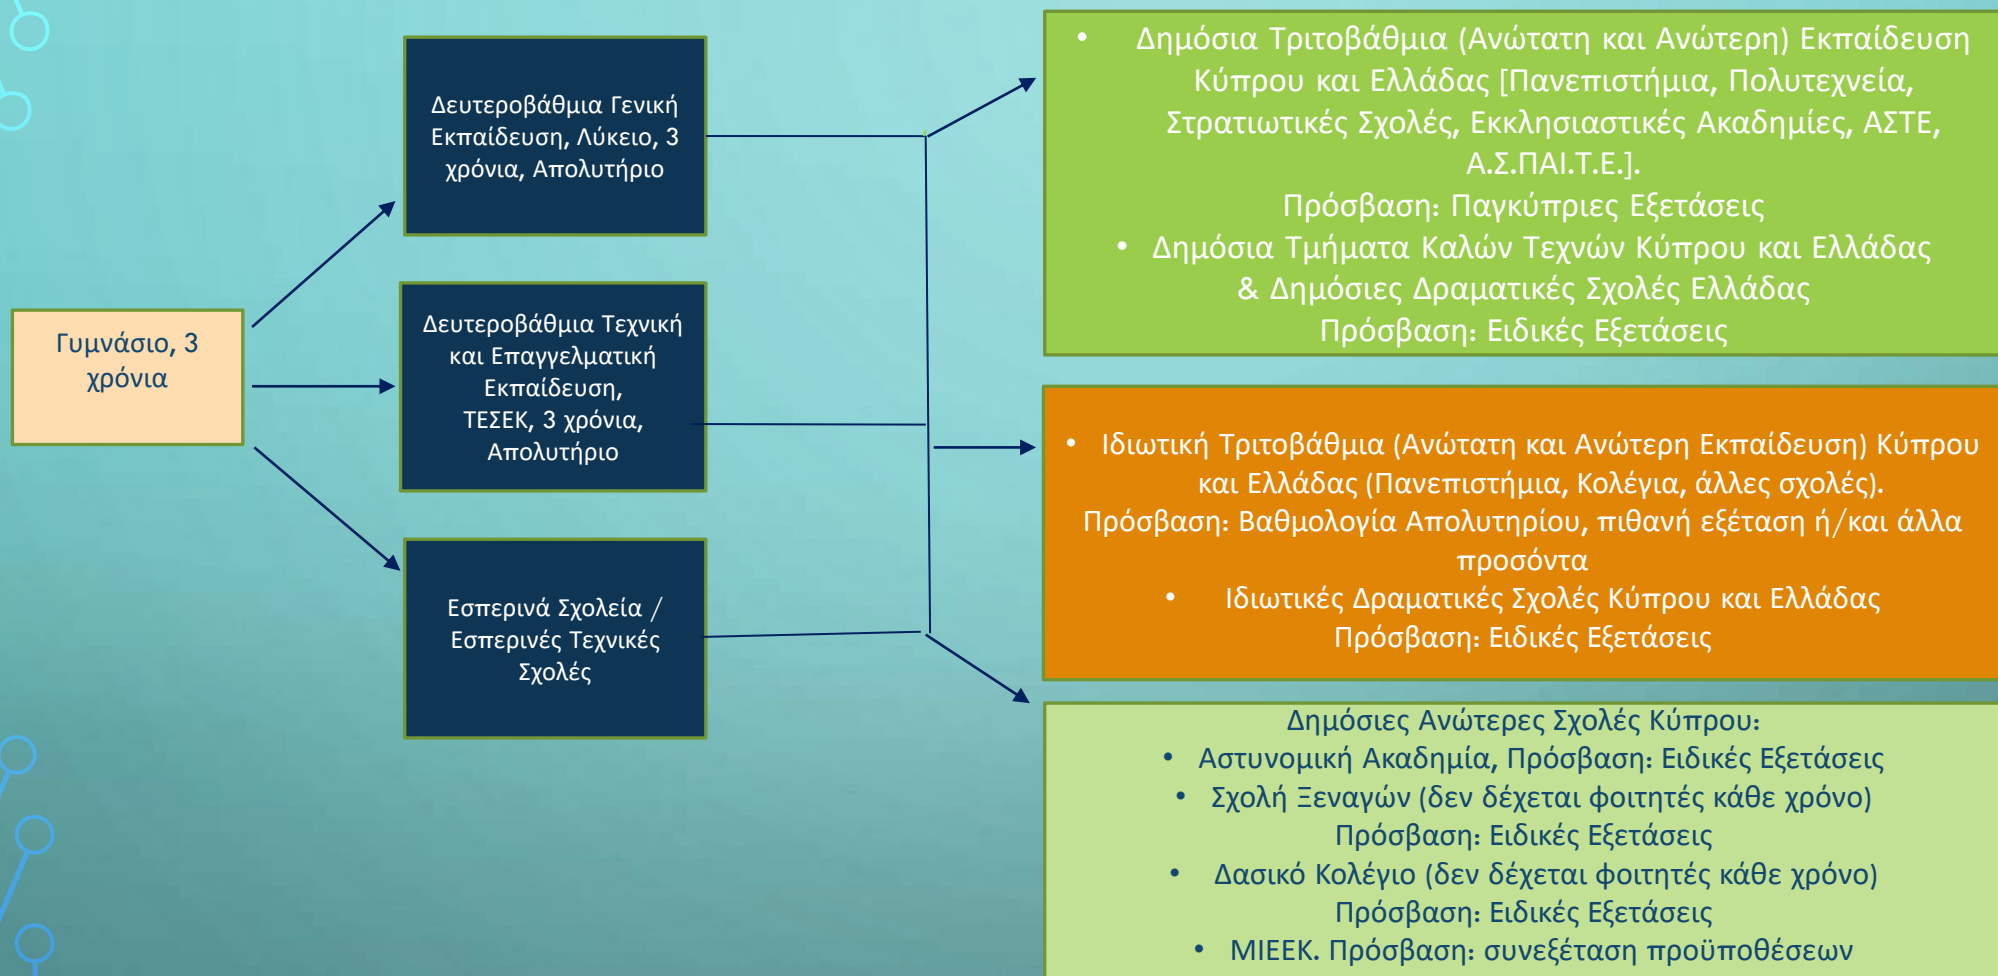 Γυμνάσιο, 3
χρόνια
Δευτεροβάθμια Γενική
Εκπαίδευση, Λύκειο, 3
χρόνια, Απολυτήριο
Δευτεροβάθμια Τεχνική
και Επαγγελματική
Εκπαίδευση,
ΤΕΣΕΚ, 3 χρόνια,
Απολυτήριο
Εσπερινά Σχολεία /
Εσπερινές Τεχνικές
Σχολές
• Δημόσια Τριτοβάθμια (Ανώτατη και Ανώτερη) Εκπαίδευση
Κύπρου και Ελλάδας [Πανεπιστήμια, Πολυτεχνεία,
Στρατιωτικές Σχολές, Εκκλησιαστικές Ακαδημίες, ΑΣΤΕ,
Α.Σ.ΠΑΙ.Τ.Ε.].
Πρόσβαση: Παγκύπριες Εξετάσεις
• Δημόσια Τμήματα Καλών Τεχνών Κύπρου και Ελλάδας
& Δημόσιες Δραματικές Σχολές Ελλάδας
Πρόσβαση: Ειδικές Εξετάσεις
• Ιδιωτική Τριτοβάθμια (Ανώτατη και Ανώτερη Εκπαίδευση) Κύπρου
και Ελλάδας (Πανεπιστήμια, Κολέγια, άλλες σχολές).
Πρόσβαση: Βαθμολογία Απολυτηρίου, πιθανή εξέταση ή/και άλλα
προσόντα
• Ιδιωτικές Δραματικές Σχολές Κύπρου και Ελλάδας
Πρόσβαση: Ειδικές Εξετάσεις
Δημόσιες Ανώτερες Σχολές Κύπρου:
• Αστυνομική Ακαδημία, Πρόσβαση: Ειδικές Εξετάσεις
• Σχολή Ξεναγών (δεν δέχεται φοιτητές κάθε χρόνο)
Πρόσβαση: Ειδικές Εξετάσεις
• Δασικό Κολέγιο (δεν δέχεται φοιτητές κάθε χρόνο)
Πρόσβαση: Ειδικές Εξετάσεις
• ΜΙΕΕΚ. Πρόσβαση: συνεξέταση προϋποθέσεων